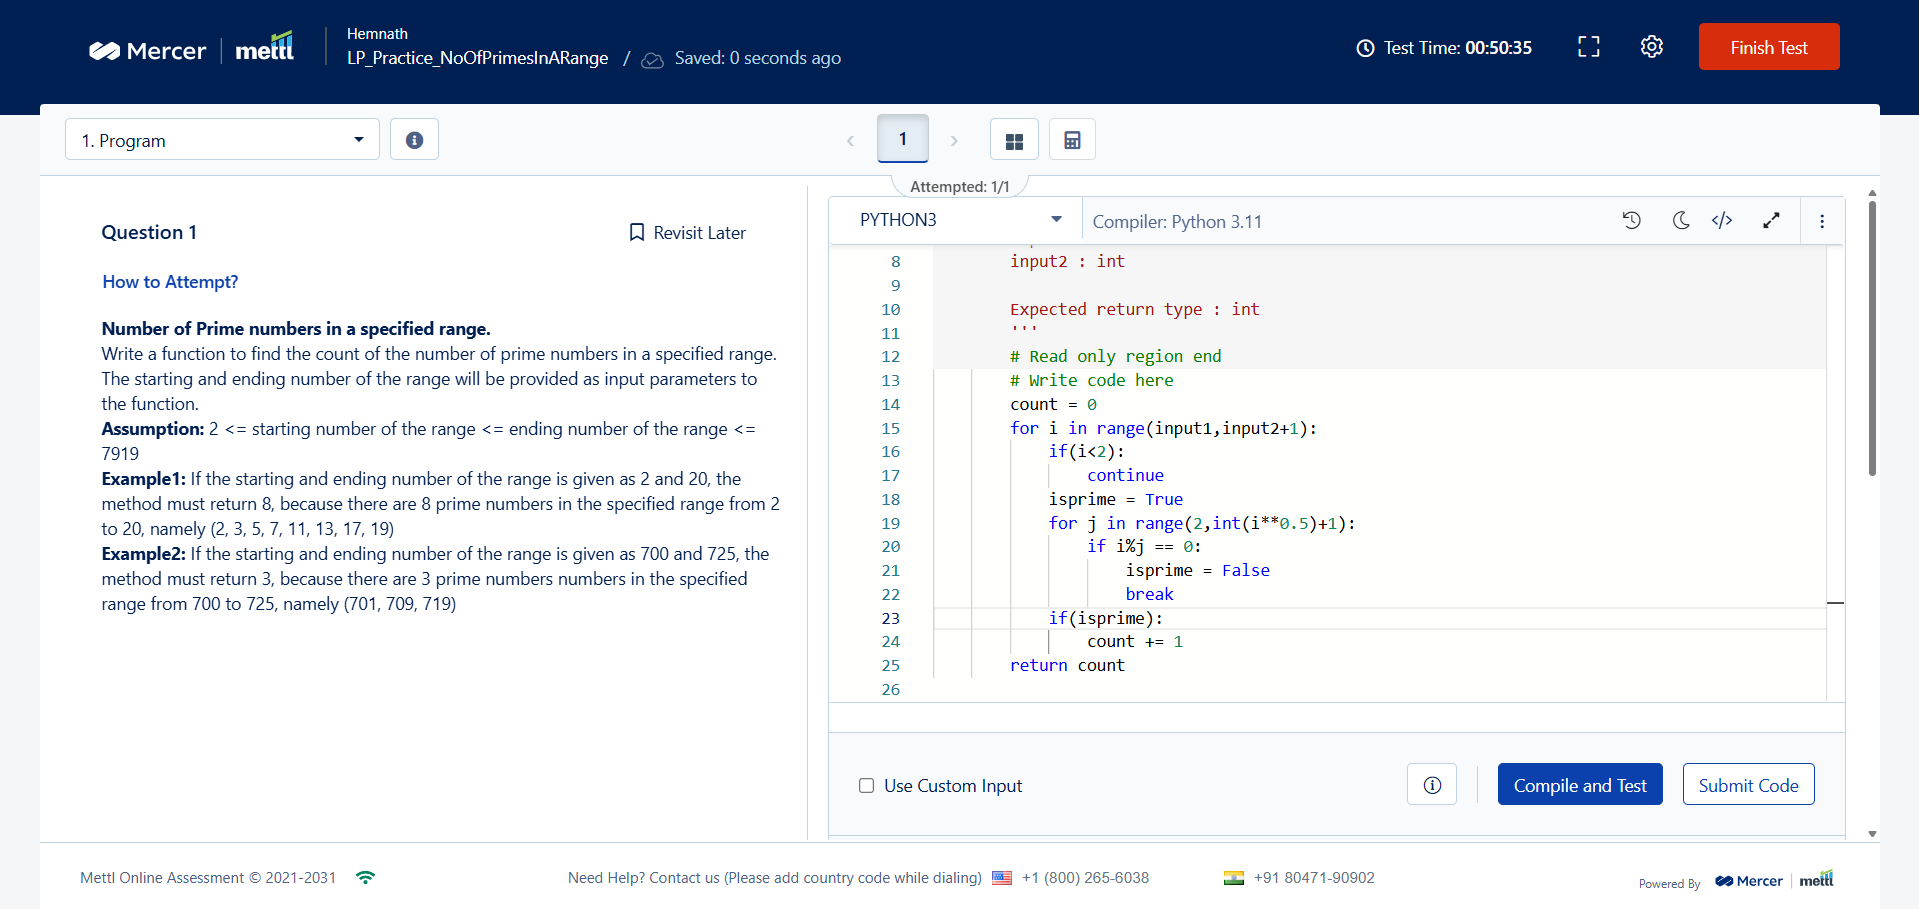 Mercer mettl
Hemnath
LP_Practice_NoOfPrimesInARange / Saved: 0 seconds ago
Test Time: 00:50:35
Finish Test
1. Program
1
Attempted: 1/1
Question 1
Revisit Later
How to Attempt?
Number of Prime numbers in a specified range.
Write a function to find the count of the number of prime numbers in a specified range.
The starting and ending number of the range will be provided as input parameters to
the function.
Assumption: 2 <= starting number of the range <= ending number of the range <=
7919
Example1: If the starting and ending number of the range is given as 2 and 20, the
method must return 8, because there are 8 prime numbers in the specified range from 2
to 20, namely (2, 3, 5, 7, 11, 13, 17, 19)
Example2: If the starting and ending number of the range is given as 700 and 725, the
method must return 3, because there are 3 prime numbers numbers in the specified
range from 700 to 725, namely (701, 709, 719)
PYTHON3
Compiler: Python 3.11
8 input2 : int
9
10 Expected return type : int
11 '''
12 # Read only region end
13 # Write code here
14 count = 0
15 for i in range(input1,input2+1):
16 if(i<2):
17 continue
18 isprime = True
19 for j in range(2,int(i**0.5)+1):
20 if i%j == 0:
21 isprime = False
22 break
23 if(isprime):
24 count += 1
25 return count
26
Use Custom Input
Compile and Test
Submit Code
Mettl Online Assessment © 2021-2031
Need Help? Contact us (Please add country code while dialing) +1 (800) 265-6038
+91 80471-90902
Powered By Mercer mettl